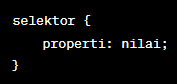 selektor {
    properti: nilai;
}